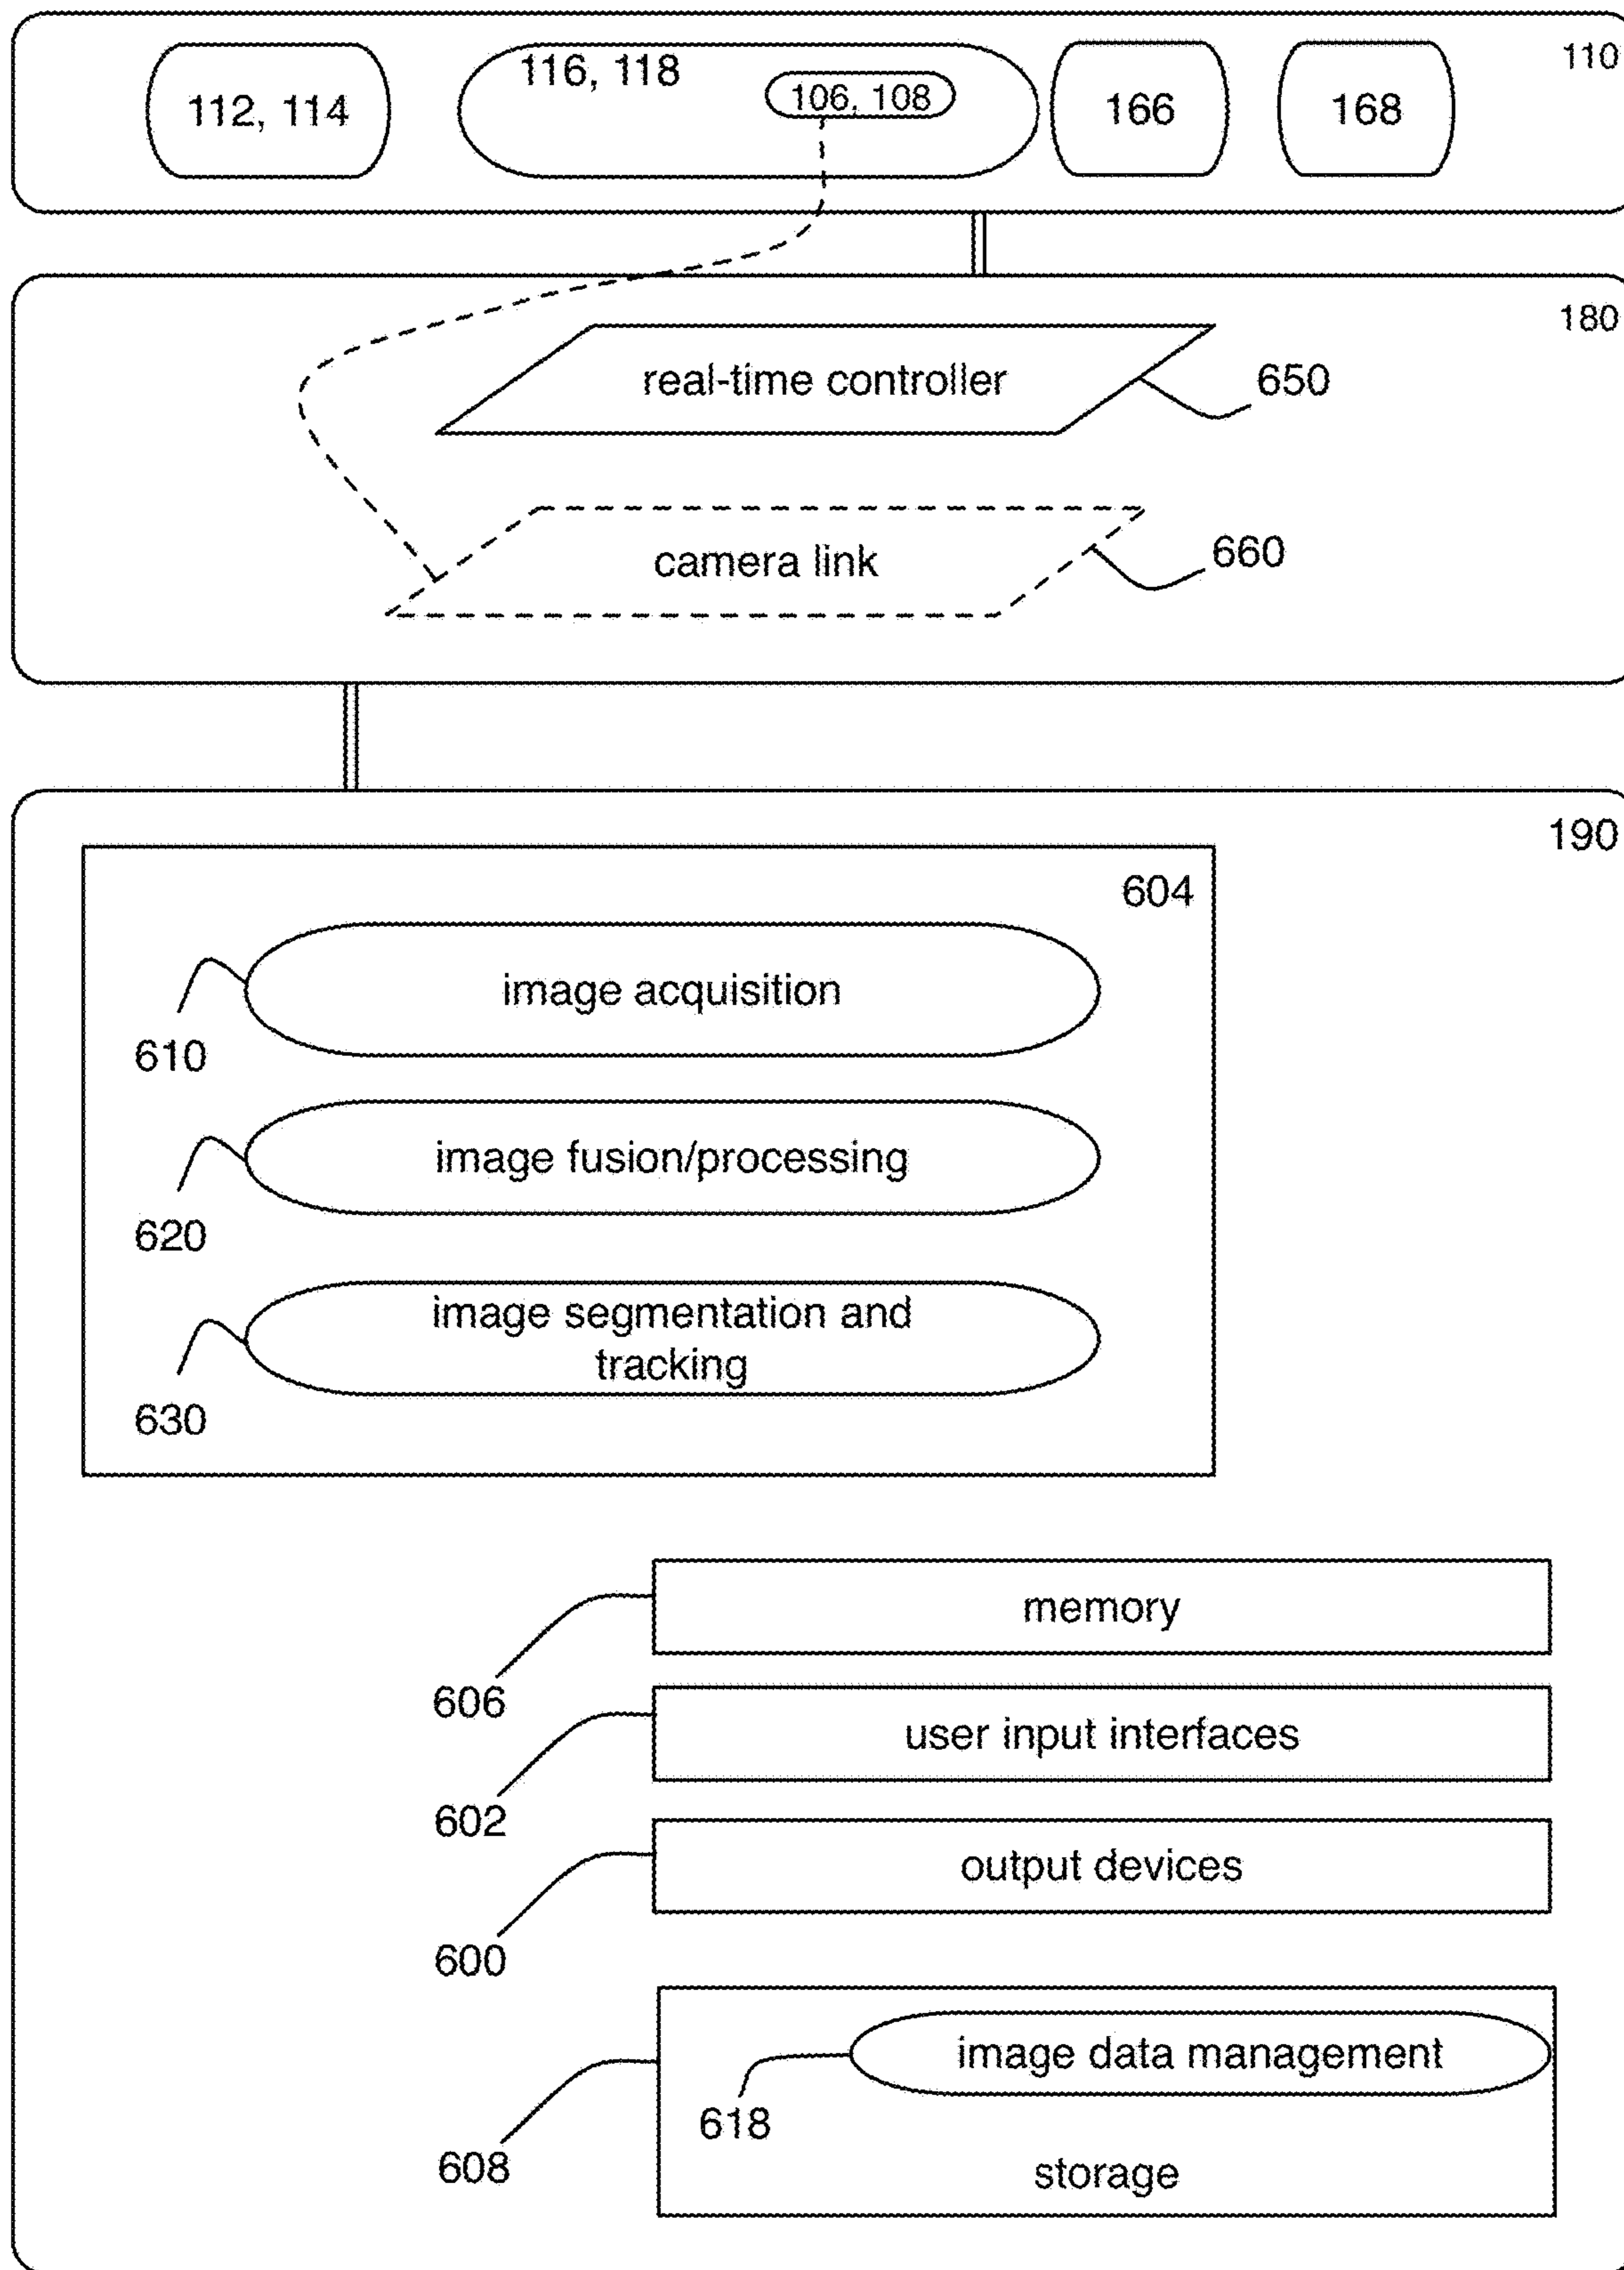 110
116, 118
106, 108
112, 114
166
168
180
real-time controller
650
camera link
660
190
604
image acquisition
610
image fusion/processing
620
image segmentation and
tracking
630
memory
606
user input interfaces
602
output devices
600
image data management
618
608
storage